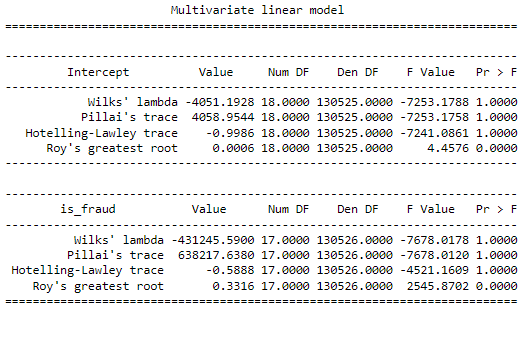 Multivariate linear model
================================================================
----------------------------------------------------------------
Intercept Value Num DF Den DF F Value Pr > F
----------------------------------------------------------------
Wilks' lambda -4051.1928 18.0000 130525.0000 -7253.1788 1.0000
Pillai's trace 4058.9544 18.0000 130525.0000 -7253.1758 1.0000
Hotelling-Lawley trace -0.9986 18.0000 130525.0000 -7241.0861 1.0000
Roy's greatest root 0.0006 18.0000 130525.0000 4.4576 0.0000
----------------------------------------------------------------
----------------------------------------------------------------
is_fraud Value Num DF Den DF F Value Pr > F
----------------------------------------------------------------
Wilks' lambda -431245.5900 17.0000 130526.0000 -7678.0178 1.0000
Pillai's trace 638217.6380 17.0000 130526.0000 -7678.0120 1.0000
Hotelling-Lawley trace -0.5888 17.0000 130526.0000 -4521.1609 1.0000
Roy's greatest root 0.3316 17.0000 130526.0000 2545.8702 0.0000
================================================================